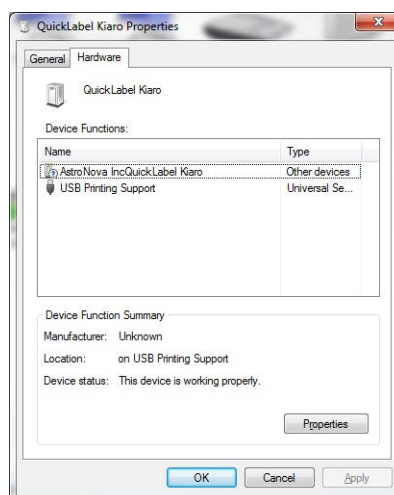 QuickLabel Kiaro Properties
General Hardware
QuickLabel Kiaro
Device Functions:
Name Type
AstroNova IncQuickLabel Kiaro Other devices
USB Printing Support Universal Se...
Device Function Summary
Manufacturer: Unknown
Location: on USB Printing Support
Device status: This device is working properly.
Properties
OK Cancel Apply